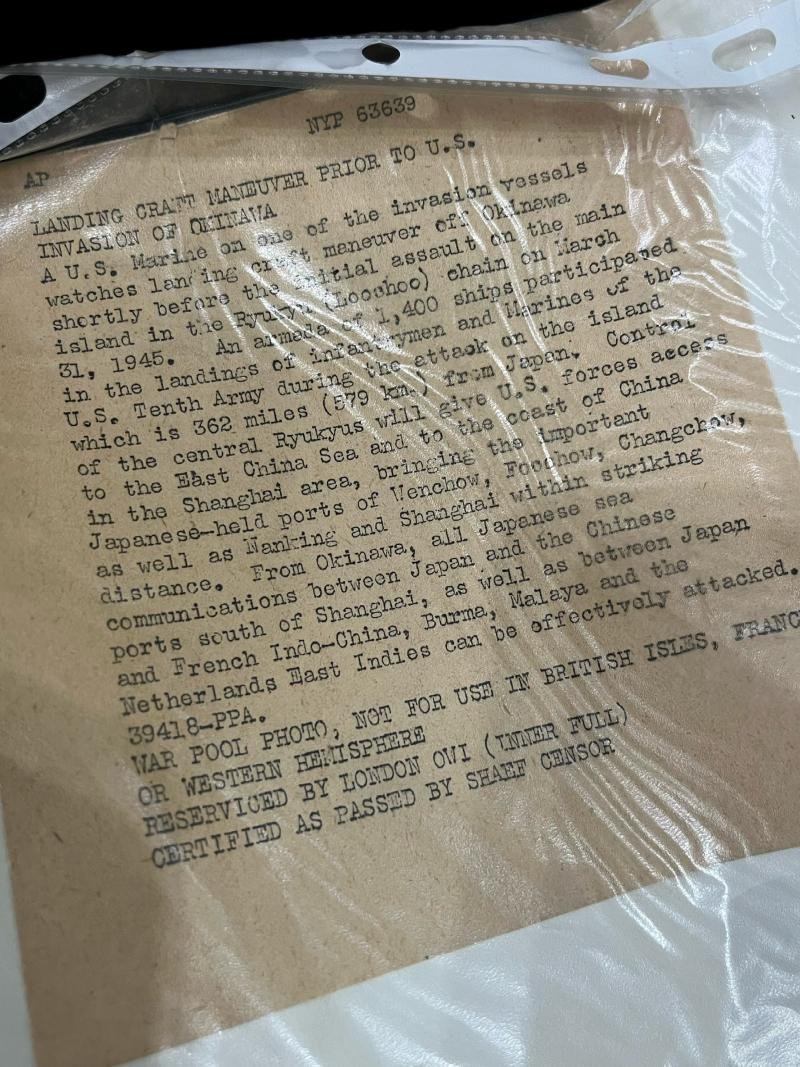 NYP 63639
AP
LANDING CRAFT MANEUVER PRIOR TO U.S.
INVASION OF OKINAWA
A U.S. Marine on one of the invasion vessels
watches landing craft maneuver off Okinawa
shortly before the initial assault on the main
island in the Ryukyu (Loochoo) chain on March
31, 1945. An armada of 1,400 ships participated
in the landings of infantrymen and Marines of the
U.S. Tenth Army during the attack on the island
which is 362 miles (579 km.) from Japan. Control
of the central Ryukyus will give U.S. forces access
to the East China Sea and to the coast of China
in the Shanghai area, bringing the important
Japanese-held ports of Wenchow, Foochow, Changchow,
as well as Nanking and Shanghai within striking
distance. From Okinawa, all Japanese sea
communications between Japan and the Chinese
ports south of Shanghai, as well as between Japan
and French Indo-China, Burma, Malaya and the
Netherlands East Indies can be effectively attacked.
39418-PPA.
WAR POOL PHOTO, NOT FOR USE IN BRITISH ISLES, FRANC
OR WESTERN HEMISPHERE
RESERVICED BY LONDON OWI (INNER FULL)
CERTIFIED AS PASSED BY SHAEF CENSOR